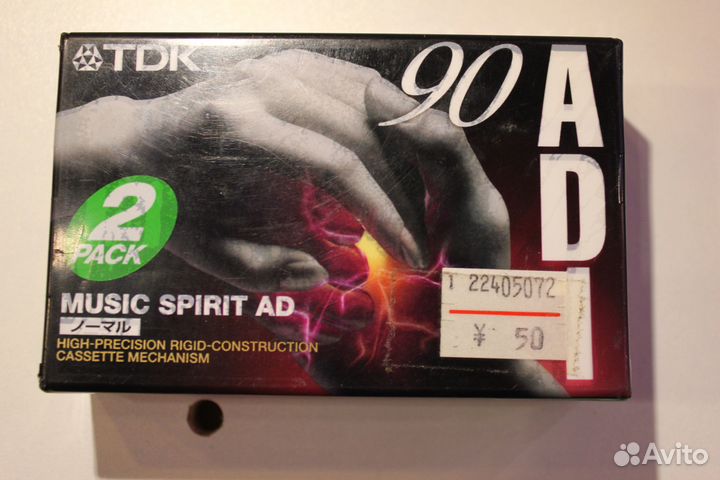 TDK
90
AD1
2
PACK
MUSIC SPIRIT AD
ノーマル
HIGH-PRECISION RIGID-CONSTRUCTION
CASSETTE MECHANISM
1 22405072
¥ 50
Avito